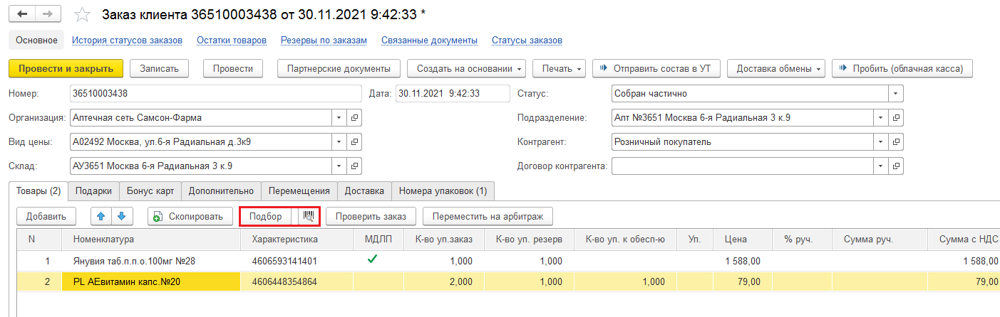 Заказ клиента 36510003438 от 30.11.2021 9:42:33 *
Основное История статусов заказов Остатки товаров Резервы по заказам Связанные документы Статусы заказов
Провести и закрыть Записать Провести Партнерские документы Создать на основании Печать Отправить состав в УТ Доставка обмены Пробить (облачная касса)
Номер: 36510003438 Дата: 30.11.2021 9:42:33 Статус: Собран частично
Организация: Аптечная сеть Самсон-Фарма Подразделение: Апт №3651 Москва 6-я Радиальная 3 к.9
Вид цены: А02492 Москва, ул.6-я Радиальная д.3к9 Контрагент: Розничный покупатель
Склад: АУ3651 Москва 6-я Радиальная 3 к.9 Договор контрагента:
Товары (2) Подарки Бонус карт Дополнительно Перемещения Доставка Номера упаковок (1)
Добавить Скопировать Подбор Проверить заказ Переместить на арбитраж
N Номенклатура Характеристика МДЛП К-во уп.заказ К-во уп. резерв К-во уп. к обесп-ю Уп. Цена % руч. Сумма руч. Сумма с НДС
1 Янувия таб.п.п.о.100мг №28 4606593141401 1,000 1,000 1 588,00 1 588,00
2 PL АЕвитамин капс.№20 4606448354864 2,000 1,000 1,000 79,00 79,00